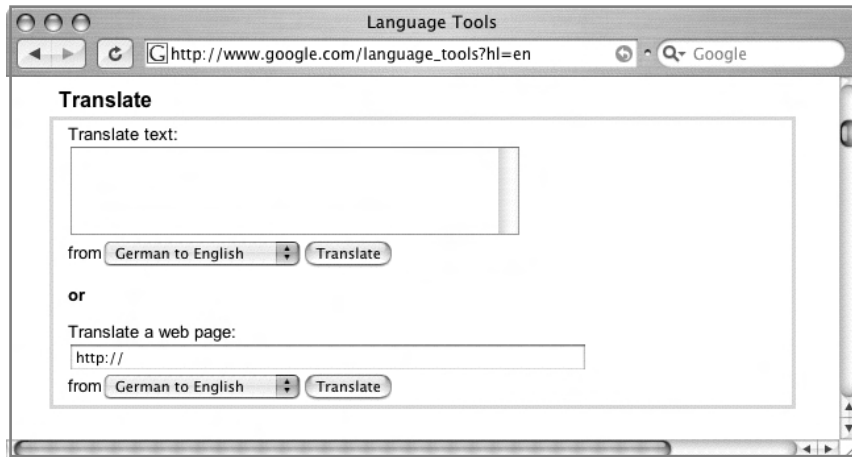 Language Tools
G http://www.google.com/language_tools?hl=en Google
Translate
Translate text:
from German to English Translate
or
Translate a web page:
http://
from German to English Translate